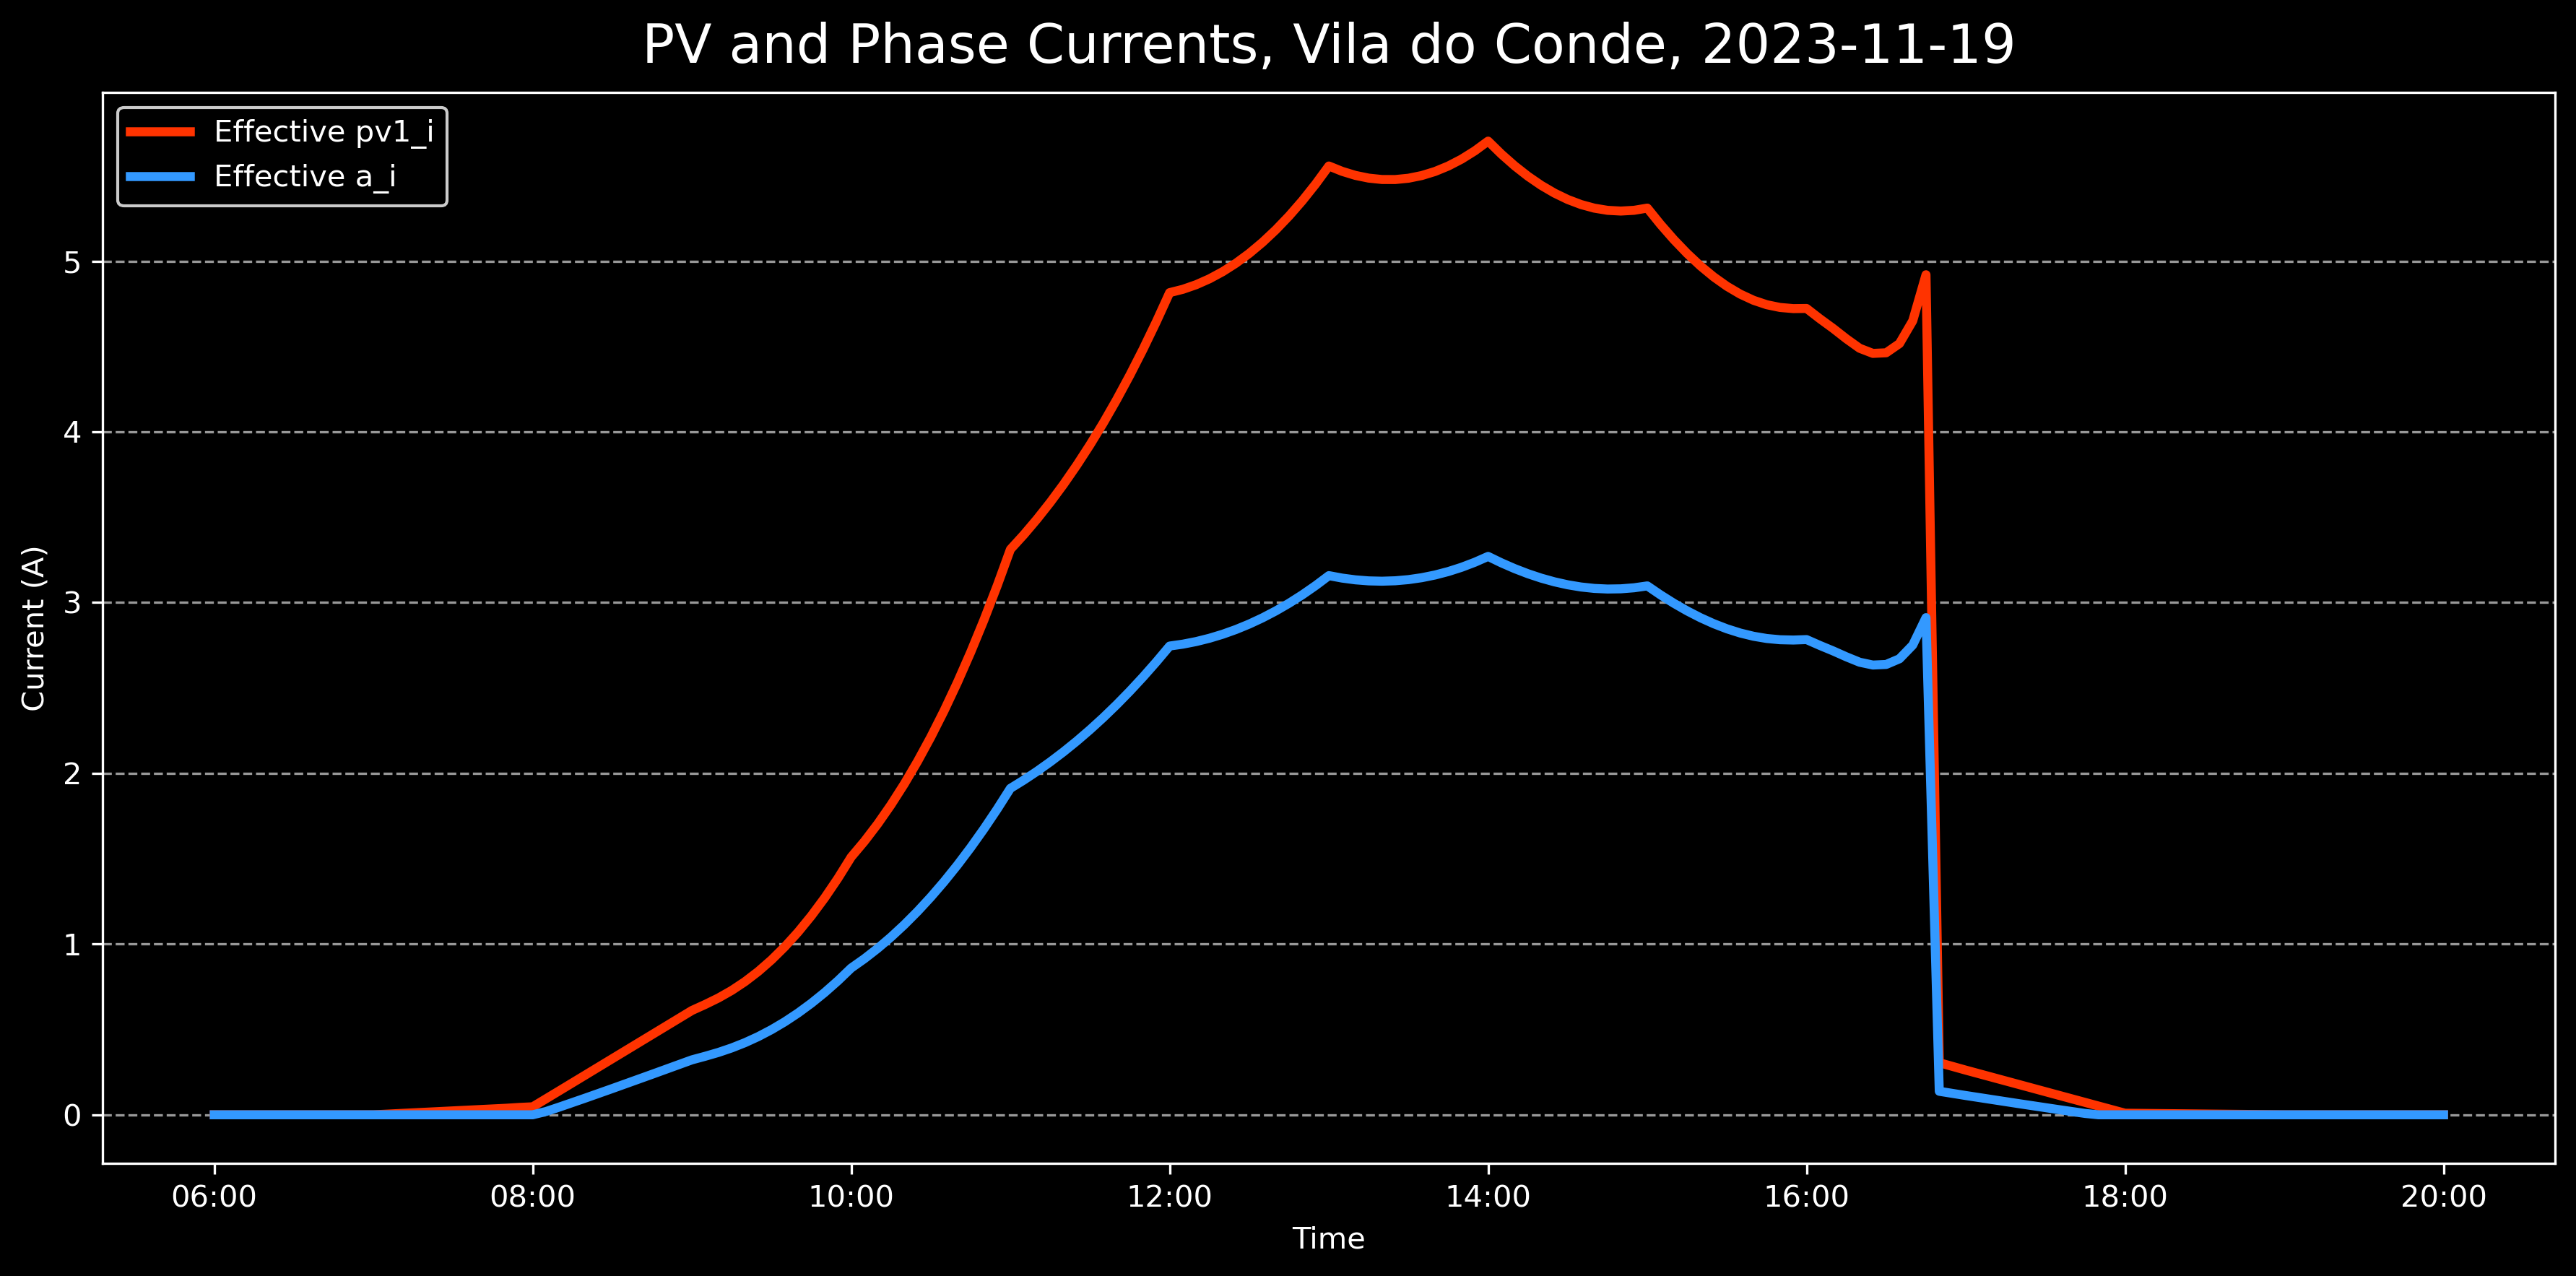 PV and Phase Currents, Vila do Conde, 2023-11-19
Effective pv1_i
Effective a_i
Current (A)
5
4
3
2
1
0
06:00 08:00 10:00 12:00 14:00 16:00 18:00 20:00
Time